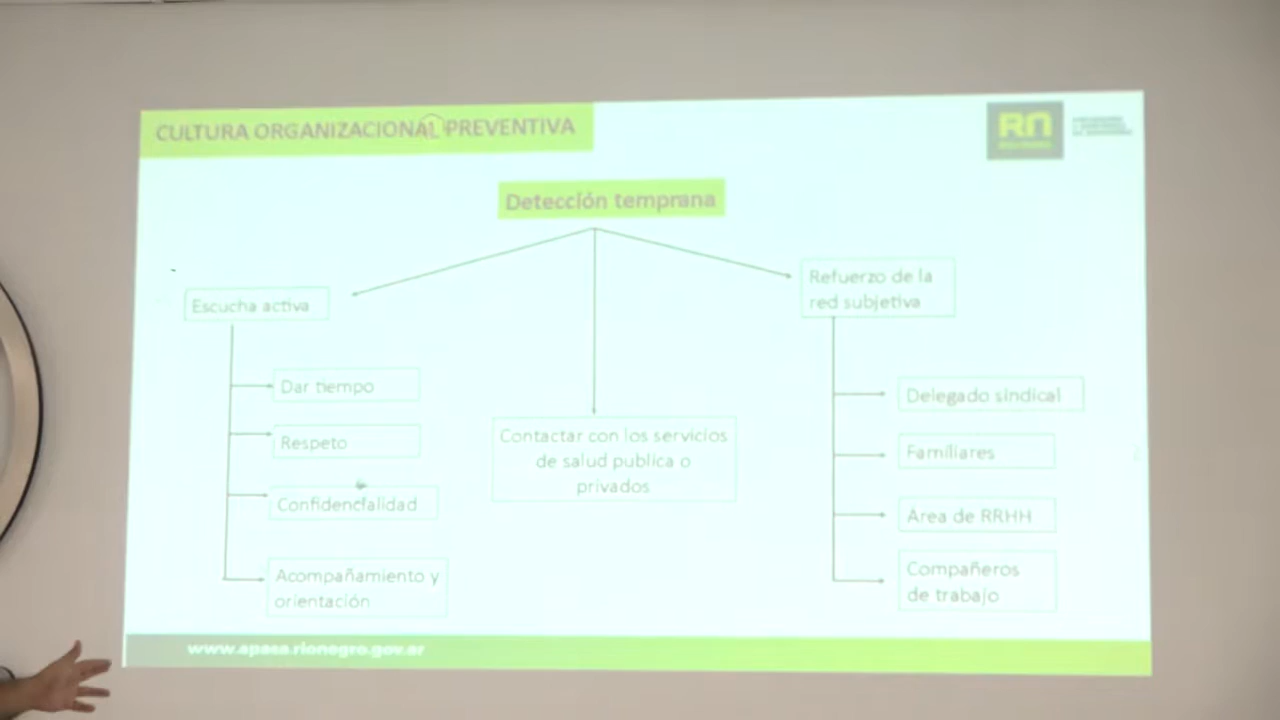 CULTURA ORGANIZACIONAL PREVENTIVA
RN
Detección temprana
Escucha activa
Dar tiempo
Respeto
Confidencialidad
Acompañamiento y
orientación
Contactar con los servicios
de salud publica o
privados
Refuerzo de la
red subjetiva
Delegado sindical
Familiares
Área de RRHH
Compañeros
de trabajo
www.apasa.rionegro.gov.ar